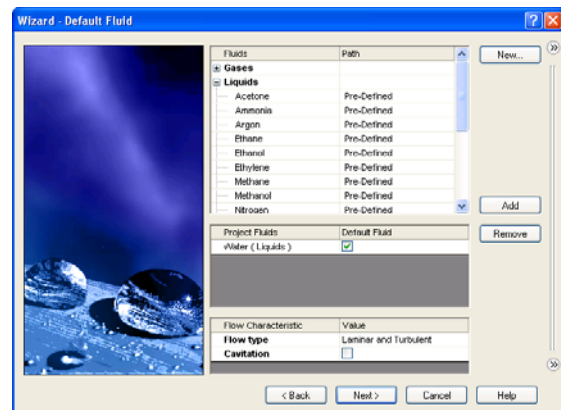 Wizard - Default Fluid
Fluids Path
Gases
Liquids
Acetone Pre-Defined
Ammonia Pre-Defined
Argon Pre-Defined
Ethane Pre-Defined
Ethanol Pre-Defined
Ethylene Pre-Defined
Methane Pre-Defined
Methanol Pre-Defined
Nitrogen Pre-Defined
New...
Add
Remove
Project Fluids Default Fluid
Water ( Liquids )
Flow Characteristic Value
Flow type Laminar and Turbulent
Cavitation
< Back Next > Cancel Help